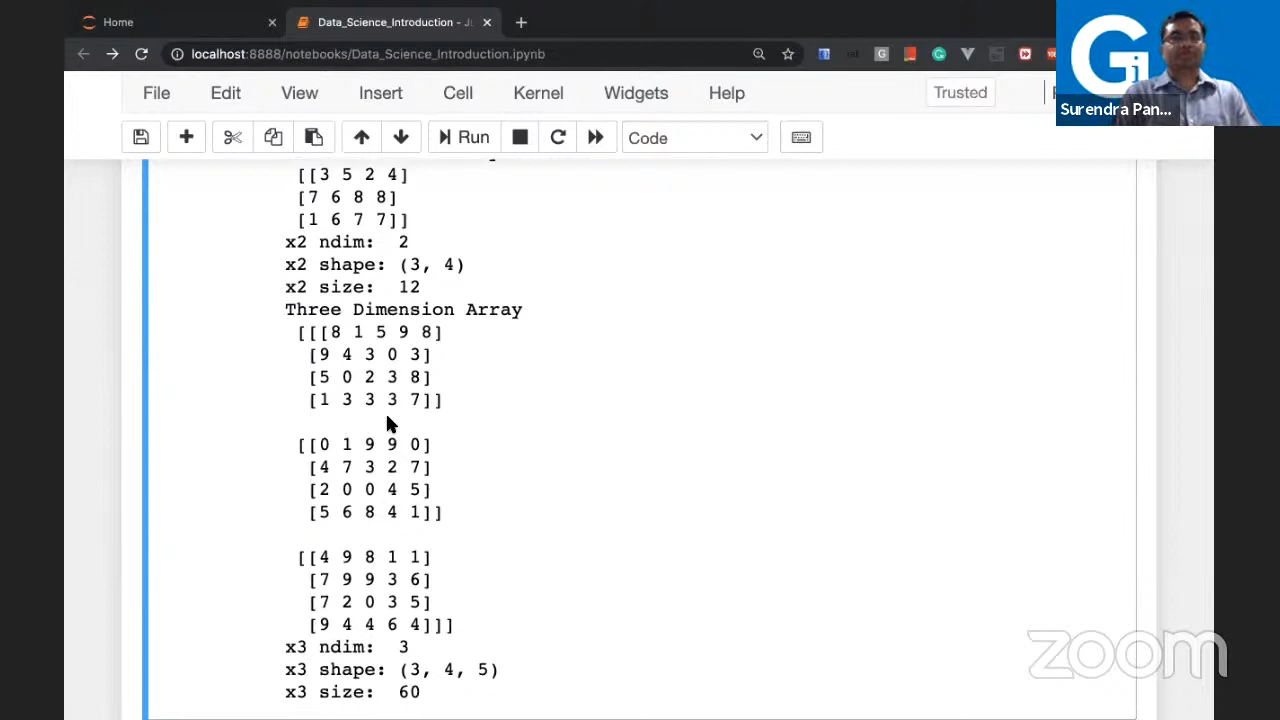 Home
Data_Science_Introduction - Ju
localhost:8888/notebooks/Data_Science_Introduction.ipynb
Gi
Surendra Pan...
File Edit View Insert Cell Kernel Widgets Help Trusted
Run Code
[[3 5 2 4]
[7 6 8 8]
[1 6 7 7]]
x2 ndim: 2
x2 shape: (3, 4)
x2 size: 12
Three Dimension Array
[[[8 1 5 9 8]
[9 4 3 0 3]
[5 0 2 3 8]
[1 3 3 3 7]]
[[0 1 9 9 0]
[4 7 3 2 7]
[2 0 0 4 5]
[5 6 8 4 1]]
[[4 9 8 1 1]
[7 9 9 3 6]
[7 2 0 3 5]
[9 4 4 6 4]]]
x3 ndim: 3
x3 shape: (3, 4, 5)
x3 size: 60
zoom